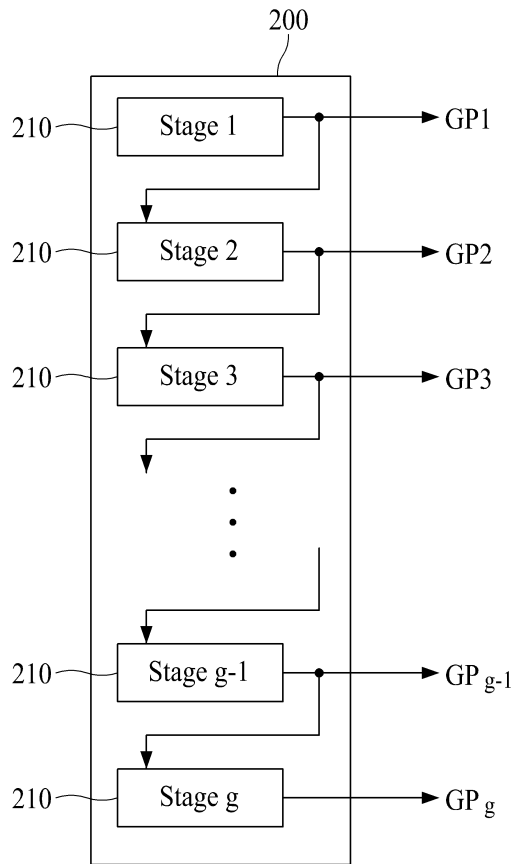 200
210 Stage 1 GP1
210 Stage 2 GP2
210 Stage 3 GP3
210 Stage g-1 GP g-1
210 Stage g GP g